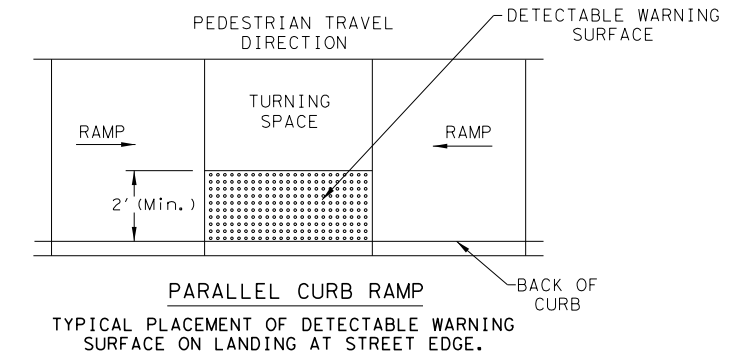 PEDESTRIAN TRAVEL
DIRECTION
DETECTABLE WARNING
SURFACE
TURNING
SPACE
RAMP
RAMP
2' (Min.)
BACK OF
CURB
PARALLEL CURB RAMP
TYPICAL PLACEMENT OF DETECTABLE WARNING
SURFACE ON LANDING AT STREET EDGE.